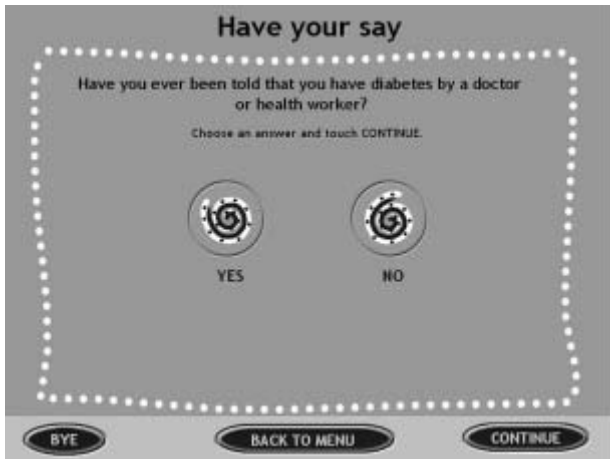 Have your say
Have you ever been told that you have diabetes by a doctor
or health worker?
Choose an answer and touch CONTINUE.
YES NO
BYE BACK TO MENU CONTINUE